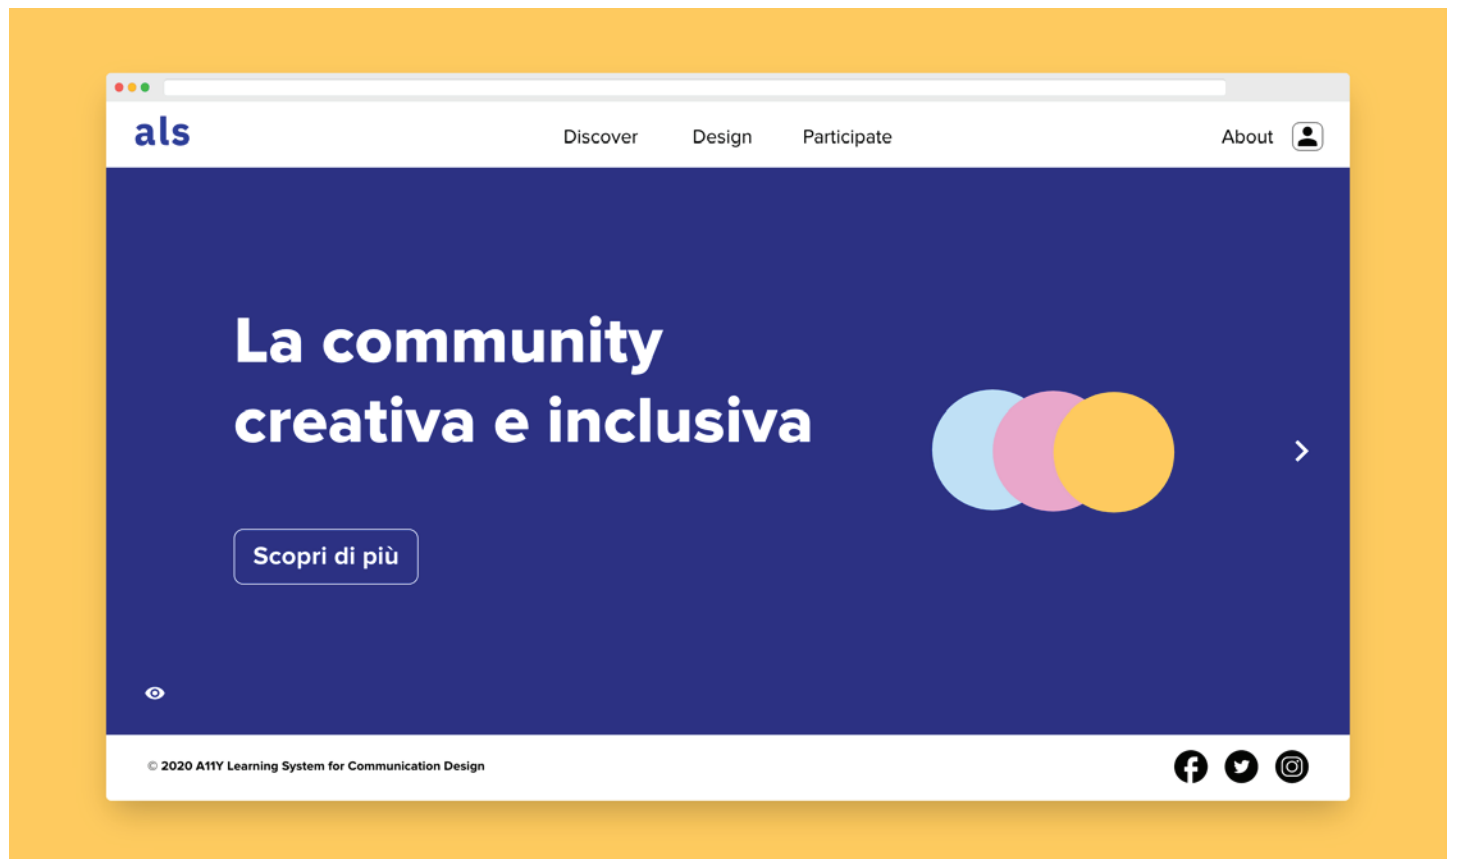 als
Discover Design Participate About
La community
creativa e inclusiva
Scopri di più
© 2020 A11Y Learning System for Communication Design